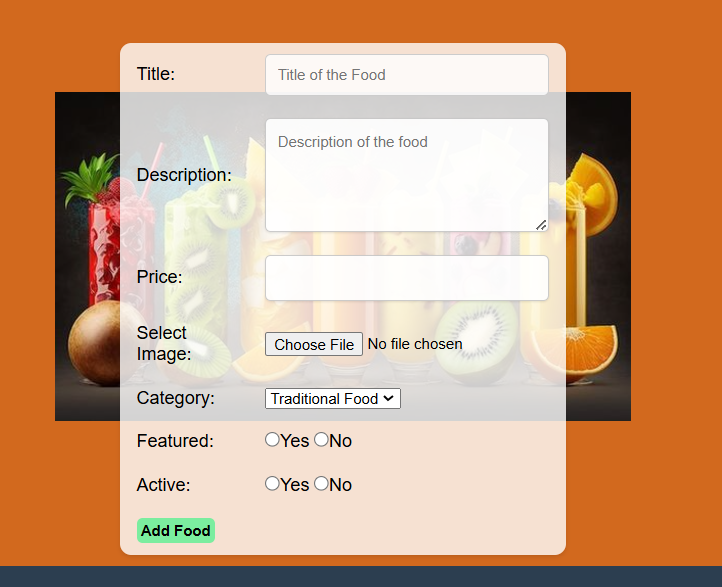 Title:
Title of the Food
Description:
Description of the food
Price:
Select
Image:
Choose File No file chosen
Category:
Traditional Food
Featured:
Yes No
Active:
Yes No
Add Food